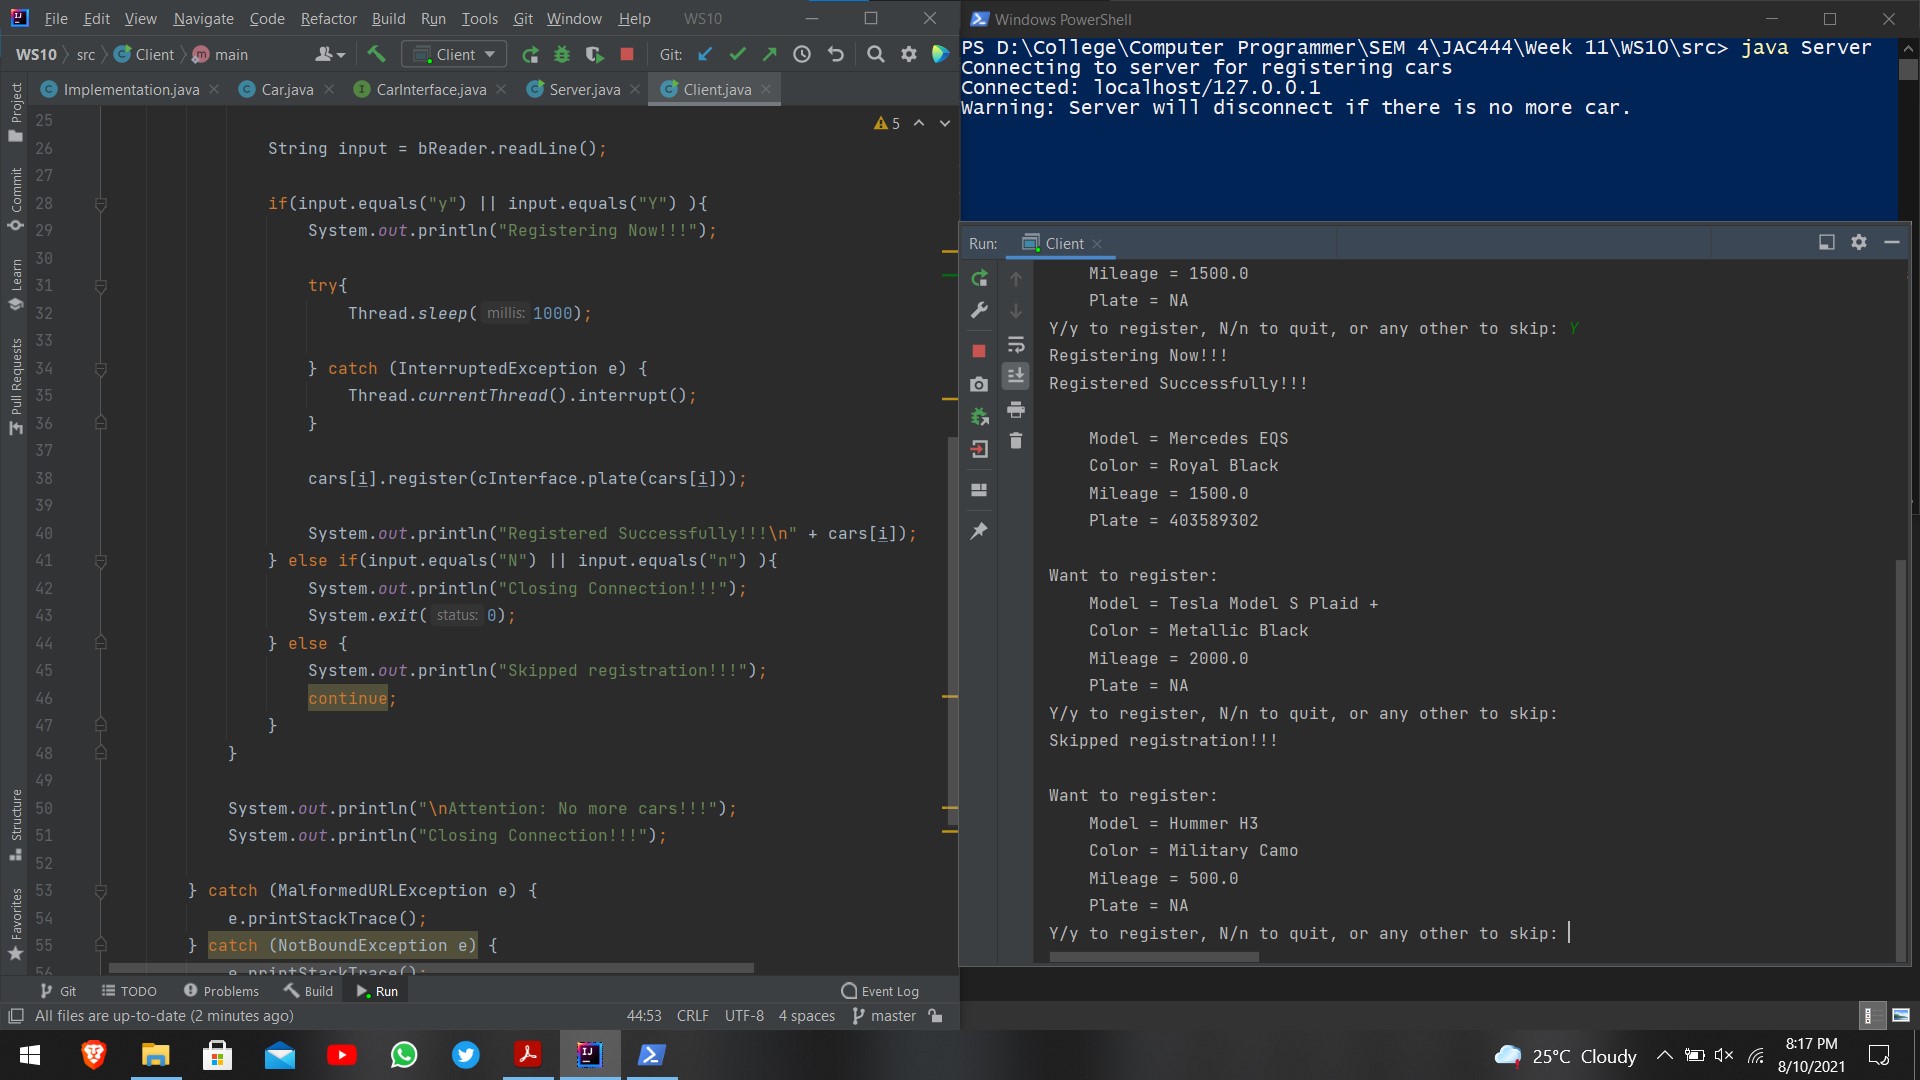 File Edit View Navigate Code Refactor Build Run Tools Git Window Help WS10
WS10 src Client main Client Git:
Implementation.java Car.java CarInterface.java Server.java Client.java
Project
Commit
Learn
Pull Requests
Structure
Favorites
5
25
26 String input = bReader.readLine();
27
28 if(input.equals("y") || input.equals("Y") ){
29 System.out.println("Registering Now!!!");
30
31 try{
32 Thread.sleep( millis: 1000);
33
34 } catch (InterruptedException e) {
35 Thread.currentThread().interrupt();
36 }
37
38 cars[i].register(cInterface.plate(cars[i]));
39
40 System.out.println("Registered Successfully!!!\n" + cars[i]);
41 } else if(input.equals("N") || input.equals("n") ){
42 System.out.println("Closing Connection!!!");
43 System.exit( status: 0);
44 } else {
45 System.out.println("Skipped registration!!!");
46 continue;
47 }
48 }
49
50 System.out.println("\nAttention: No more cars!!!");
51 System.out.println("Closing Connection!!!");
52
53 } catch (MalformedURLException e) {
54 e.printStackTrace();
55 } catch (NotBoundException e) {
56 e.printStackTrace();
Git TODO Problems Build Run Event Log
All files are up-to-date (2 minutes ago) 44:53 CRLF UTF-8 4 spaces master
Windows PowerShell
PS D:\College\Computer Programmer\SEM 4\JAC444\Week 11\WS10\src> java Server
Connecting to server for registering cars
Connected: localhost/127.0.0.1
Warning: Server will disconnect if there is no more car.
Run: Client
Mileage = 1500.0
Plate = NA
Y/y to register, N/n to quit, or any other to skip: Y
Registering Now!!!
Registered Successfully!!!
Model = Mercedes EQS
Color = Royal Black
Mileage = 1500.0
Plate = 403589302
Want to register:
Model = Tesla Model S Plaid +
Color = Metallic Black
Mileage = 2000.0
Plate = NA
Y/y to register, N/n to quit, or any other to skip:
Skipped registration!!!
Want to register:
Model = Hummer H3
Color = Military Camo
Mileage = 500.0
Plate = NA
Y/y to register, N/n to quit, or any other to skip:
25°C Cloudy
8:17 PM
8/10/2021